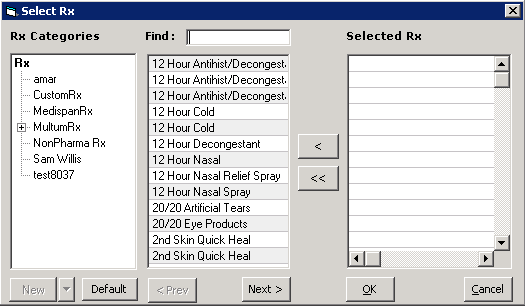 Select Rx
Rx Categories
Find:
Selected Rx
Rx
amar
CustomRx
MedispanRx
MultumRx
NonPharma Rx
Sam Willis
test8037
12 Hour Antihist/Decongesta
12 Hour Antihist/Decongesta
12 Hour Antihist/Decongesta
12 Hour Cold
12 Hour Cold
12 Hour Decongestant
12 Hour Nasal
12 Hour Nasal Relief Spray
12 Hour Nasal Spray
20/20 Artificial Tears
20/20 Eye Products
2nd Skin Quick Heal
2nd Skin Quick Heal
<
<<
New
Default
< Prev
Next >
OK
Cancel